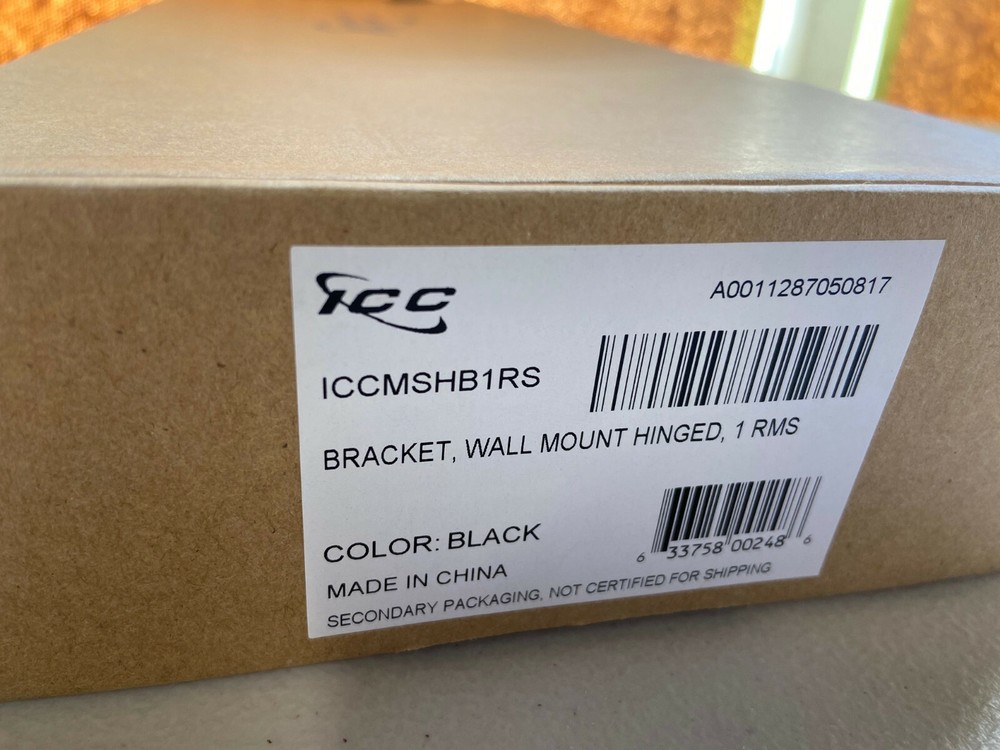 ICC
A0011287050817
ICCMSHB1RS
BRACKET, WALL MOUNT HINGED, 1 RMS
6 33758 00248 6
COLOR: BLACK
MADE IN CHINA
SECONDARY PACKAGING, NOT CERTIFIED FOR SHIPPING